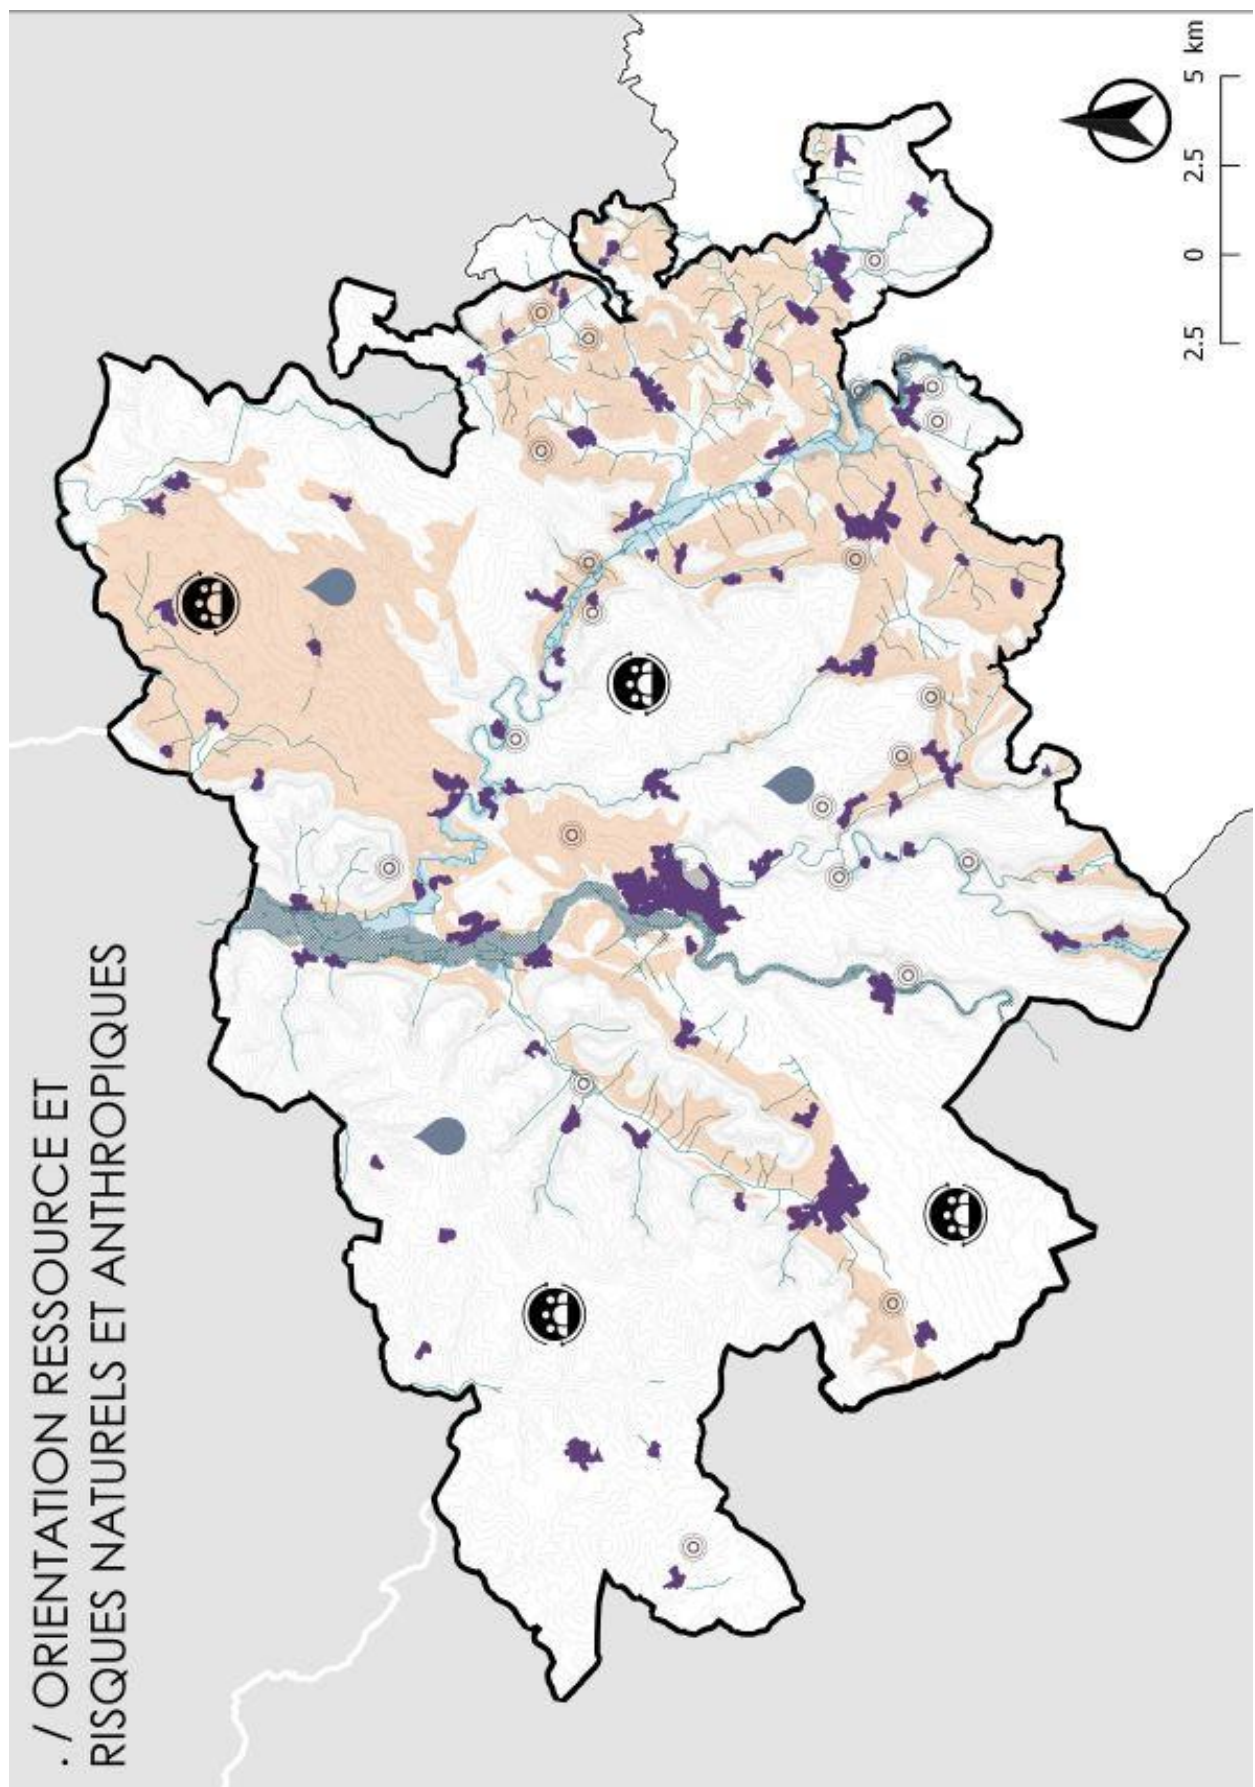 . / ORIENTATION RESSOURCE ET
RISQUES NATURELS ET ANTHROPIQUES
2.5 0 2.5 5 km